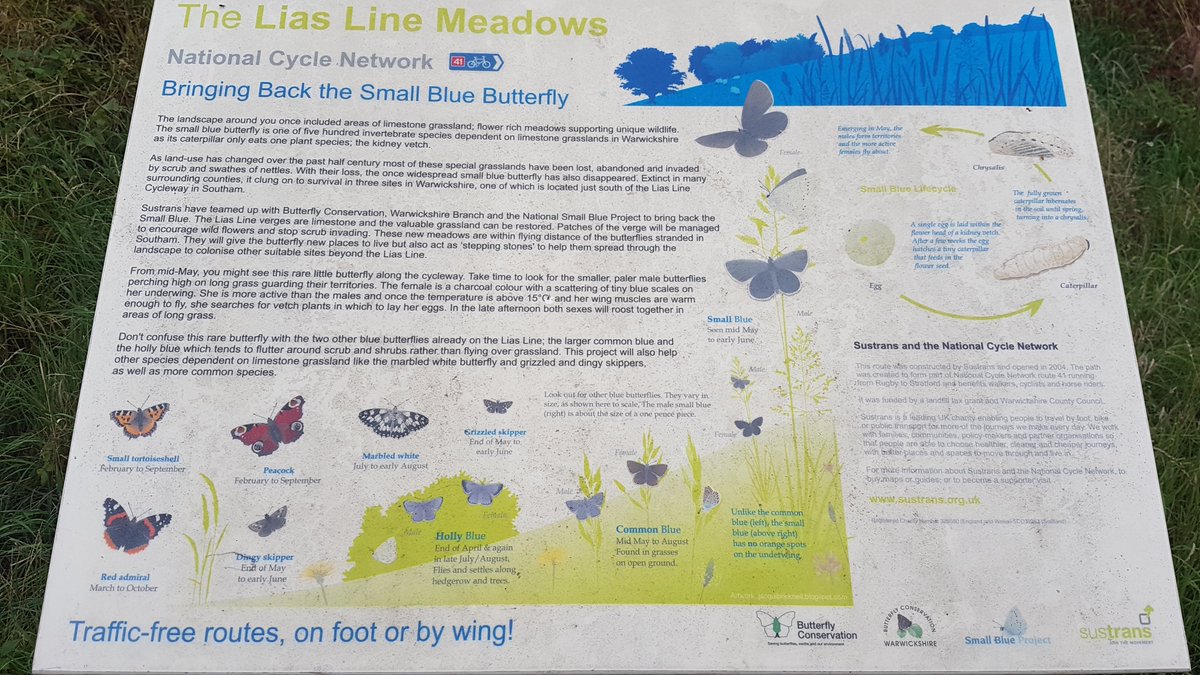 The Lias Line Meadows
National Cycle Network
41
Bringing Back the Small Blue Butterfly
The landscape around you once included areas of limestone grassland; flower rich meadows supporting unique wildlife.
The small blue butterfly is one of five hundred invertebrate species dependent on limestone grasslands in Warwickshire
as its caterpillar only eats one plant species; the kidney vetch.
As land-use has changed over the past half century most of these special grasslands have been lost, abandoned and invaded
by scrub and swathes of nettles. With their loss, the once widespread small blue butterfly has also disappeared. Extinct in many
surrounding counties, it clung on to survival in three sites in Warwickshire, one of which is located just south of the Lias Line
Cycleway in Southam.
Sustrans have teamed up with Butterfly Conservation, Warwickshire Branch and the National Small Blue Project to bring back the
Small Blue. The Lias Line verges are limestone and the valuable grassland can be restored. Patches of the verge will be managed
to encourage wild flowers and stop scrub invading. These new meadows are within flying distance of the butterflies stranded in
Southam. They will give the butterfly new places to live but also act as 'stepping stones' to help them spread through the
landscape to colonise other suitable sites beyond the Lias Line.
From mid-May, you might see this rare little butterfly along the cycleway. Take time to look for the smaller, paler male butterflies
perching high on long grass guarding their territories. The female is a charcoal colour with a scattering of tiny blue scales on
her underwing. She is more active than the males and once the temperature is above 15° and her wing muscles are warm
enough to fly, she searches for vetch plants in which to lay her eggs. In the late afternoon both sexes will roost together in
areas of long grass.
Don't confuse this rare butterfly with the two other blue butterflies already on the Lias Line; the larger common blue and
the holly blue which tends to flutter around scrub and shrubs rather than flying over grassland. This project will also help
other species dependent on limestone grassland like the marbled white butterfly and grizzled and dingy skippers,
as well as more common species.
Small tortoiseshell
February to September
Peacock
February to September
Marbled white
July to early August
Grizzled skipper
End of May to
early June
Look out for other blue butterflies. They vary in
size, as shown here to scale. The male small blue
(right) is about the size of a one pence piece.
Red admiral
March to October
Dingy skipper
End of May
to early June
Male
Female
Holly Blue
End of April & again
in late July/August,
Flies and settles along
hedgerow and trees.
Male
Female
Common Blue
Mid May to August
Found in grasses
on open ground.
Unlike the common
blue (left), the small
blue (above right)
has no orange spots
on the underwing.
Female
Male
Small Blue
Seen mid May
to early June
Male
Female
Emerging in May, the
males form territories
and the more active
females fly about.
Chrysalis
Small Blue Lifecycle
The fully grown
caterpillar hibernates
in the soil until spring,
turning into a chrysalis.
A single egg is laid within the
flower head of a kidney vetch.
After a few weeks the egg
hatches a tiny caterpillar
that feeds in the
flower seed.
Egg
Caterpillar
Sustrans and the National Cycle Network
This route was constructed by Sustrans and opened in 2004. The path
was created to form part of National Cycle Network route 41 running
from Rugby to Stratford and benefits walkers, cyclists and horse riders.
It was funded by a landfill tax grant and Warwickshire County Council.
Sustrans is a leading UK charity enabling people to travel by foot, bike
or public transport for more of the journeys we make every day. We work
with families, communities, policy-makers and partner organisations so
that people are able to choose healthier, cleaner and cheaper journeys,
with better places and spaces to move through and live in.
For more information about Sustrans and the National Cycle Network, to
buy maps or guides, or to become a supporter visit
www.sustrans.org.uk
Traffic-free routes, on foot or by wing!
Butterfly
Conservation
Saving butterflies, moths and our environment
BUTTERFLY CONSERVATION
WARWICKSHIRE
Small Blue Project
sustrans
JOIN THE MOVEMENT